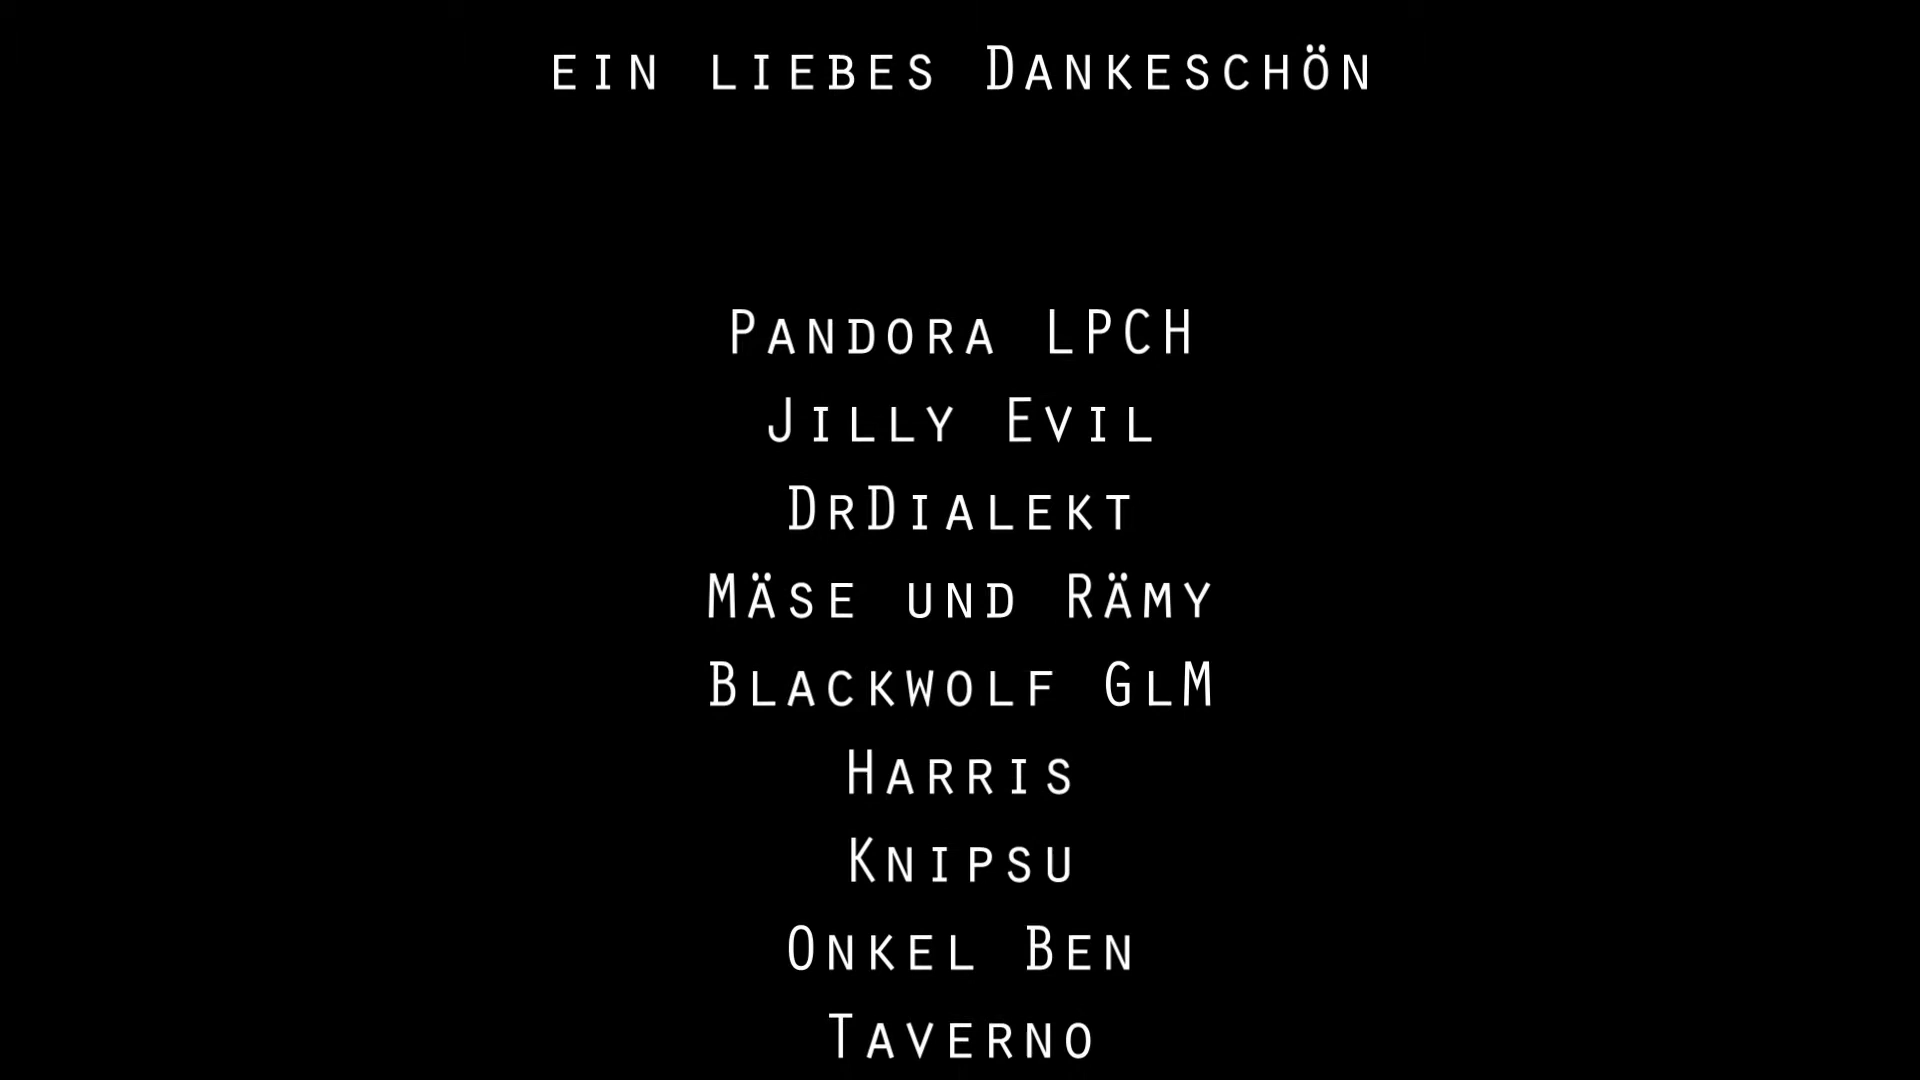 ein liebes Dankeschön
Pandora LPCH
Jilly Evil
DrDialekt
Mäse und Rämy
Blackwolf GlM
Harris
Knipsu
Onkel Ben
Taverno